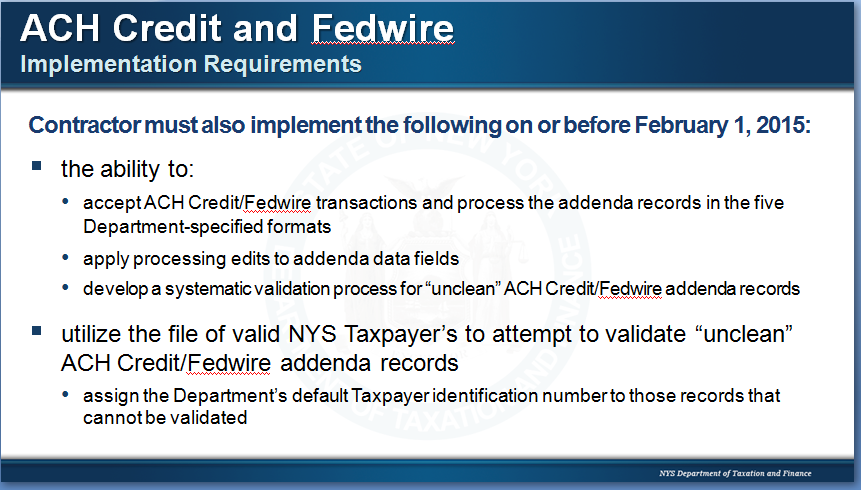 ACH Credit and Fedwire
Implementation Requirements
Contractor must also implement the following on or before February 1, 2015:
▪ the ability to:
• accept ACH Credit/Fedwire transactions and process the addenda records in the five
Department-specified formats
• apply processing edits to addenda data fields
• develop a systematic validation process for “unclean” ACH Credit/Fedwire addenda records
▪ utilize the file of valid NYS Taxpayer’s to attempt to validate “unclean”
ACH Credit/Fedwire addenda records
• assign the Department’s default Taxpayer identification number to those records that
cannot be validated
NYS Department of Taxation and Finance